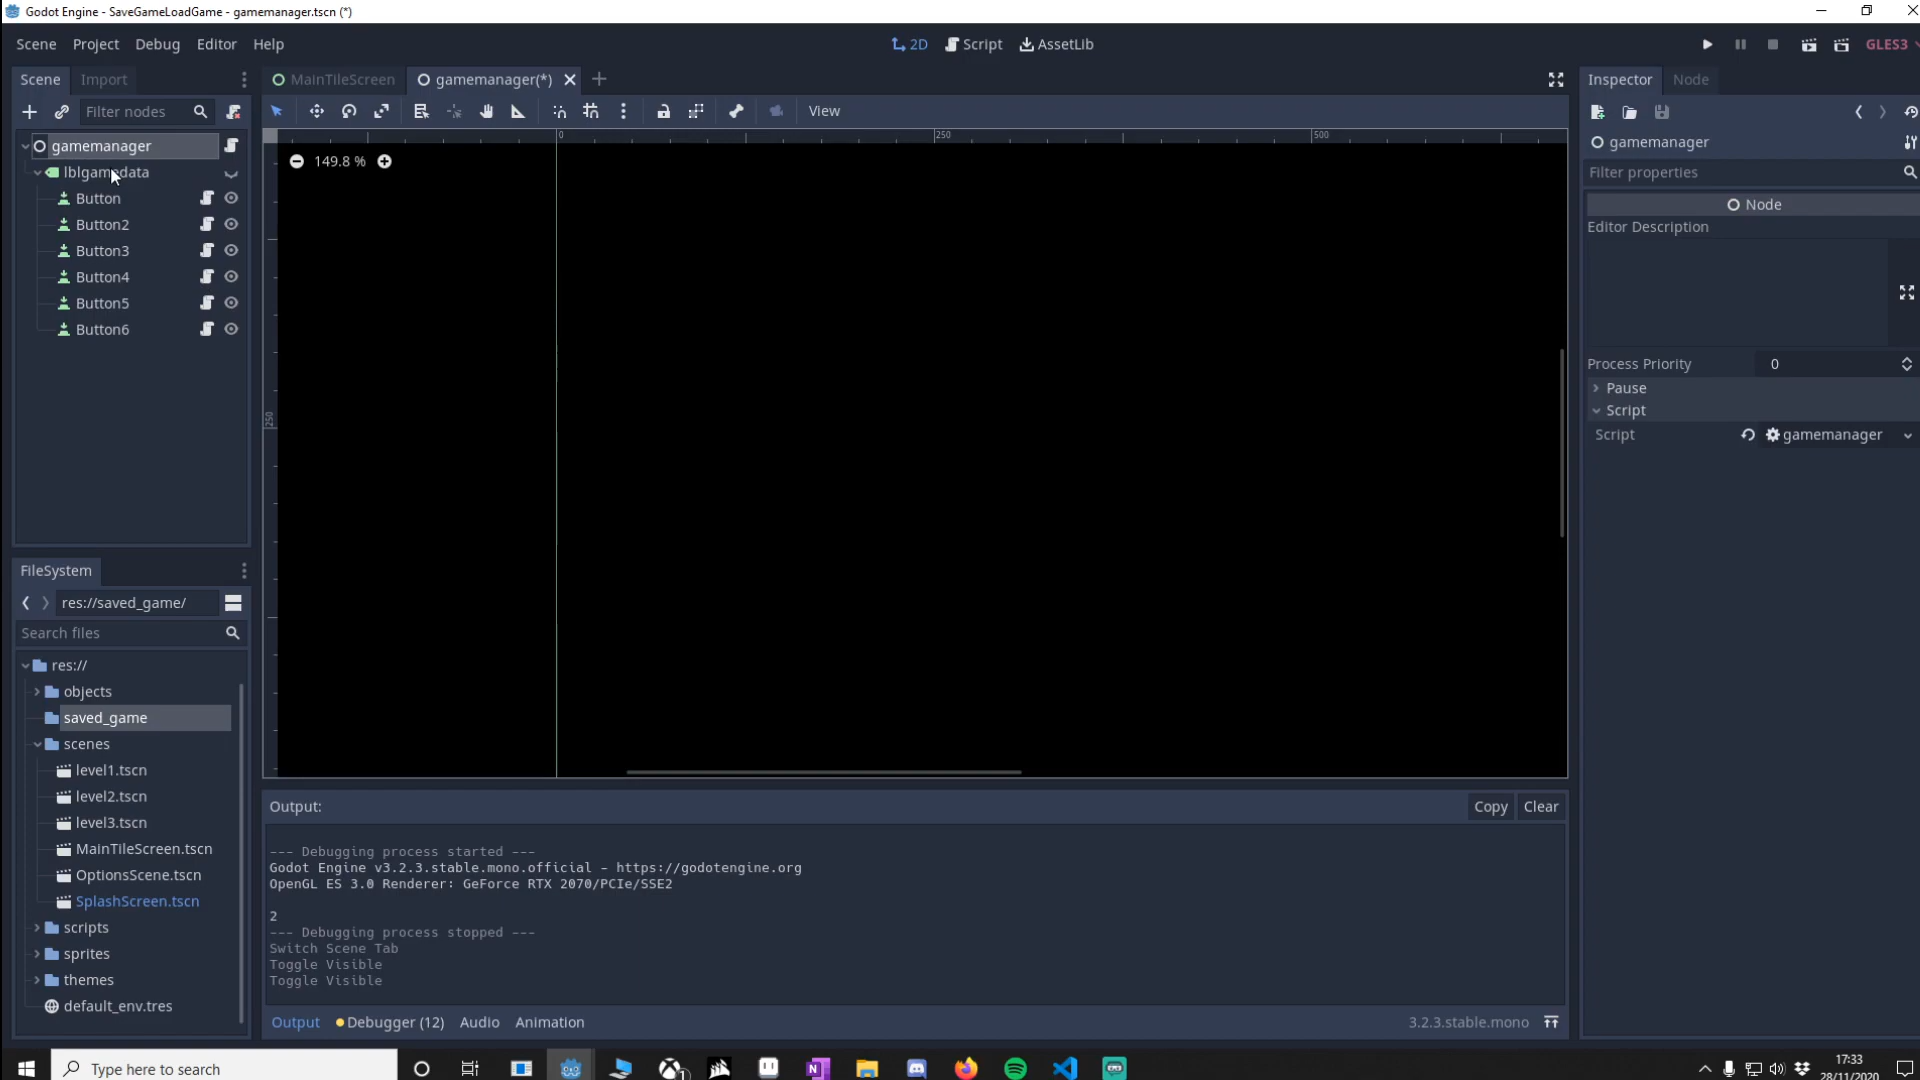 Godot Engine - SaveGameLoadGame - gamemanager.tscn (*)
Scene Project Debug Editor Help
2D Script AssetLib
GLES3
Scene Import
MainTileScreen
gamemanager(*)
Inspector Node
Filter nodes
View
gamemanager
Filter properties
Node
Editor Description
Process Priority 0
Pause
Script
Script gamemanager
0 250 500
250
149.8 %
gamemanager
lblgamedata
Button
Button2
Button3
Button4
Button5
Button6
FileSystem
res://saved_game/
Search files
res://
objects
saved_game
scenes
level1.tscn
level2.tscn
level3.tscn
MainTileScreen.tscn
OptionsScene.tscn
SplashScreen.tscn
scripts
sprites
themes
default_env.tres
Output:
Copy Clear
--- Debugging process started ---
Godot Engine v3.2.3.stable.mono.official - https://godotengine.org
OpenGL ES 3.0 Renderer: GeForce RTX 2070/PCIe/SSE2
2
--- Debugging process stopped ---
Switch Scene Tab
Toggle Visible
Toggle Visible
Output Debugger (12) Audio Animation
3.2.3.stable.mono
Type here to search
1
17:33
28/11/2020